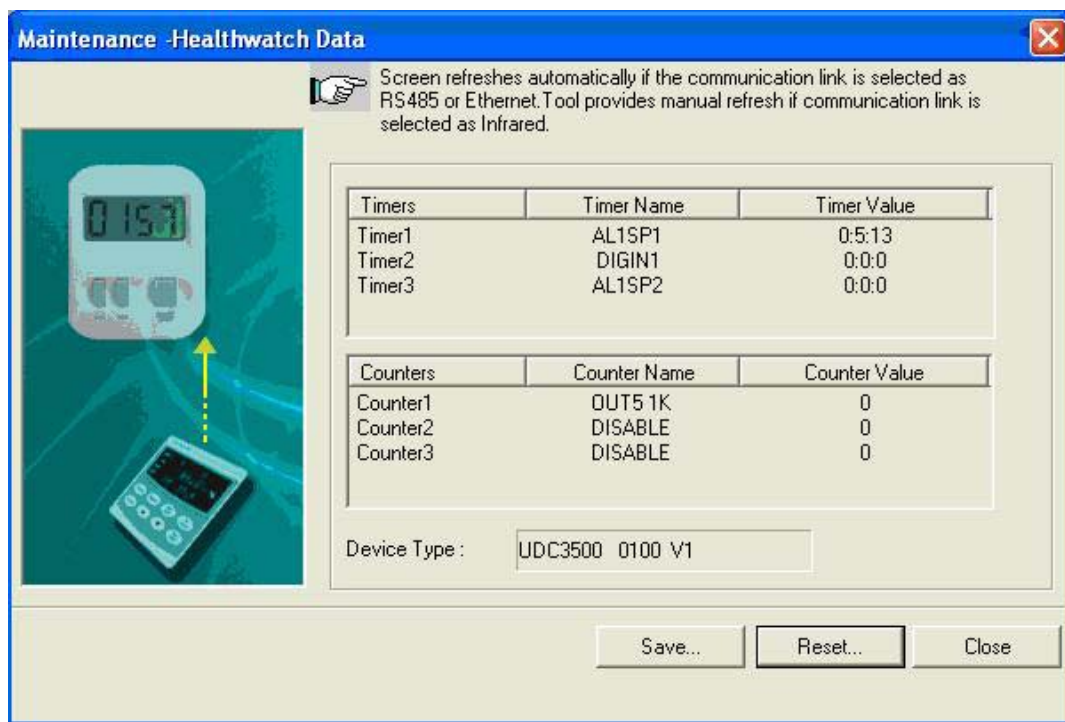 Maintenance -Healthwatch Data
Screen refreshes automatically if the communication link is selected as
RS485 or Ethernet.Tool provides manual refresh if communication link is
selected as Infrared.
0157
Timers Timer Name Timer Value
Timer1 AL1SP1 0:5:13
Timer2 DIGIN1 0:0:0
Timer3 AL1SP2 0:0:0
Counters Counter Name Counter Value
Counter1 OUT5 1K 0
Counter2 DISABLE 0
Counter3 DISABLE 0
Device Type : UDC3500 0100 V1
Save... Reset... Close